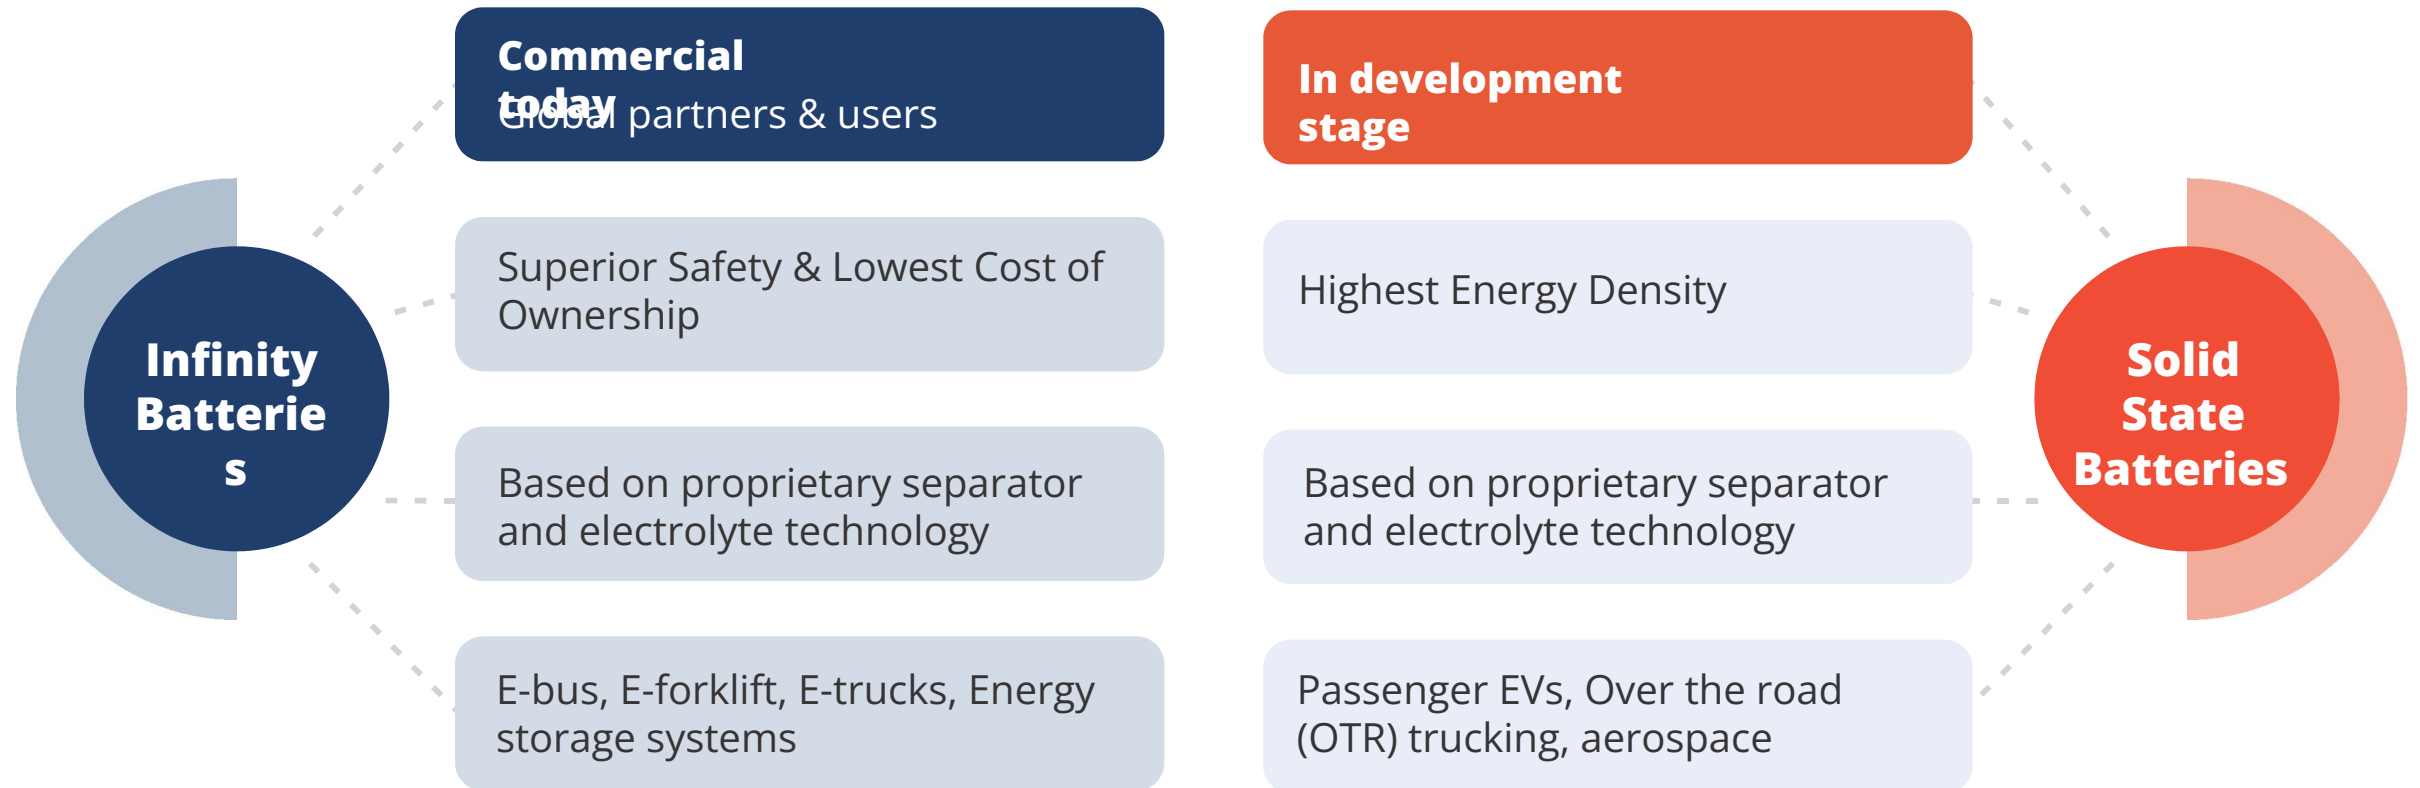 Commercial
today
Global partners & users
Superior Safety & Lowest Cost of
Ownership
Infinity
Batterie
s
Based on proprietary separator
and electrolyte technology
E-bus, E-forklift, E-trucks, Energy
storage systems
In development
stage
Highest Energy Density
Solid
State
Batteries
Based on proprietary separator
and electrolyte technology
Passenger EVs, Over the road
(OTR) trucking, aerospace